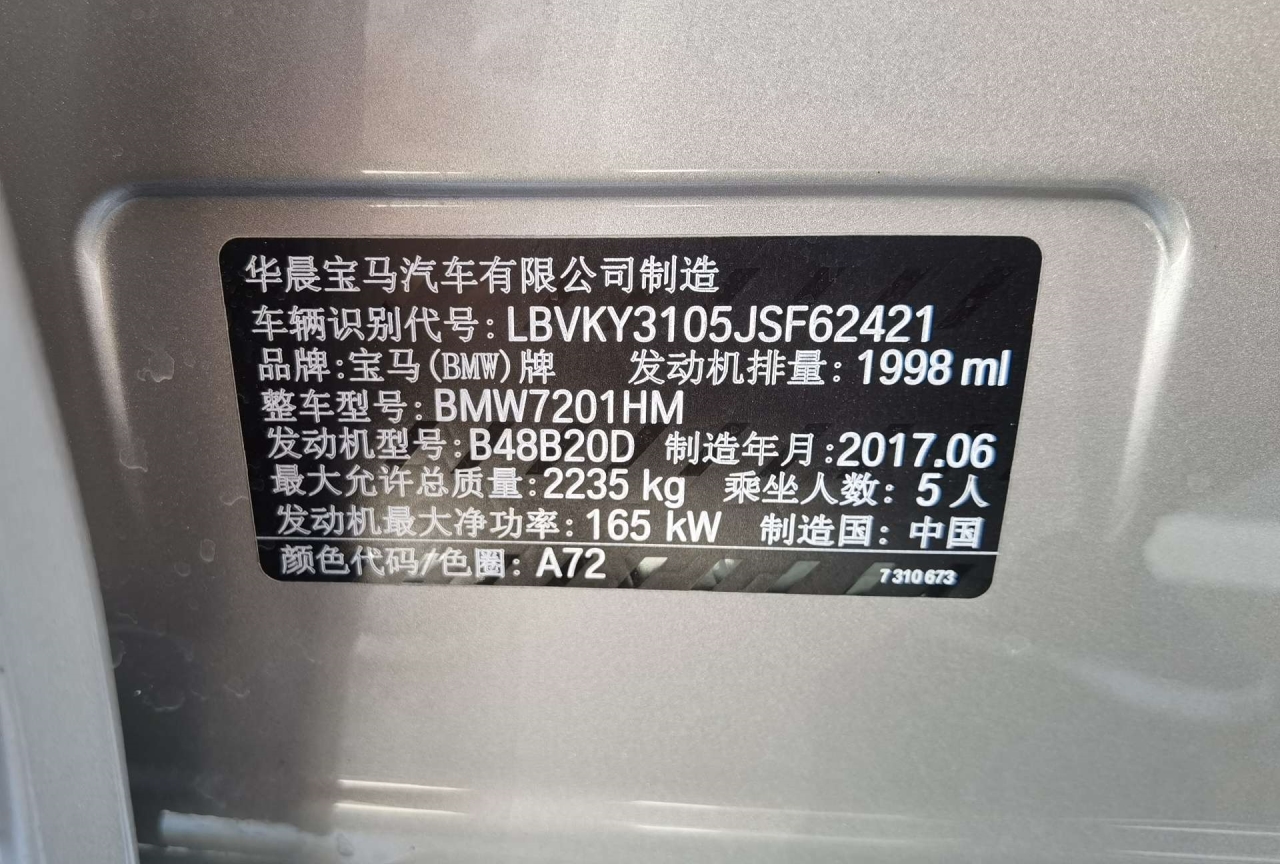 华晨宝马汽车有限公司制造
车辆识别代号: LBVKY3105JSF62421
品牌:宝马(BMW)牌 发动机排量: 1998 ml
整车型号: BMW7201HM
发动机型号: B48B20D 制造年月:2017.06
最大允许总质量:2235 kg 乘坐人数: 5人
发动机最大净功率: 165 kW 制造国: 中国
颜色代码/色圈: A72 7 310 673